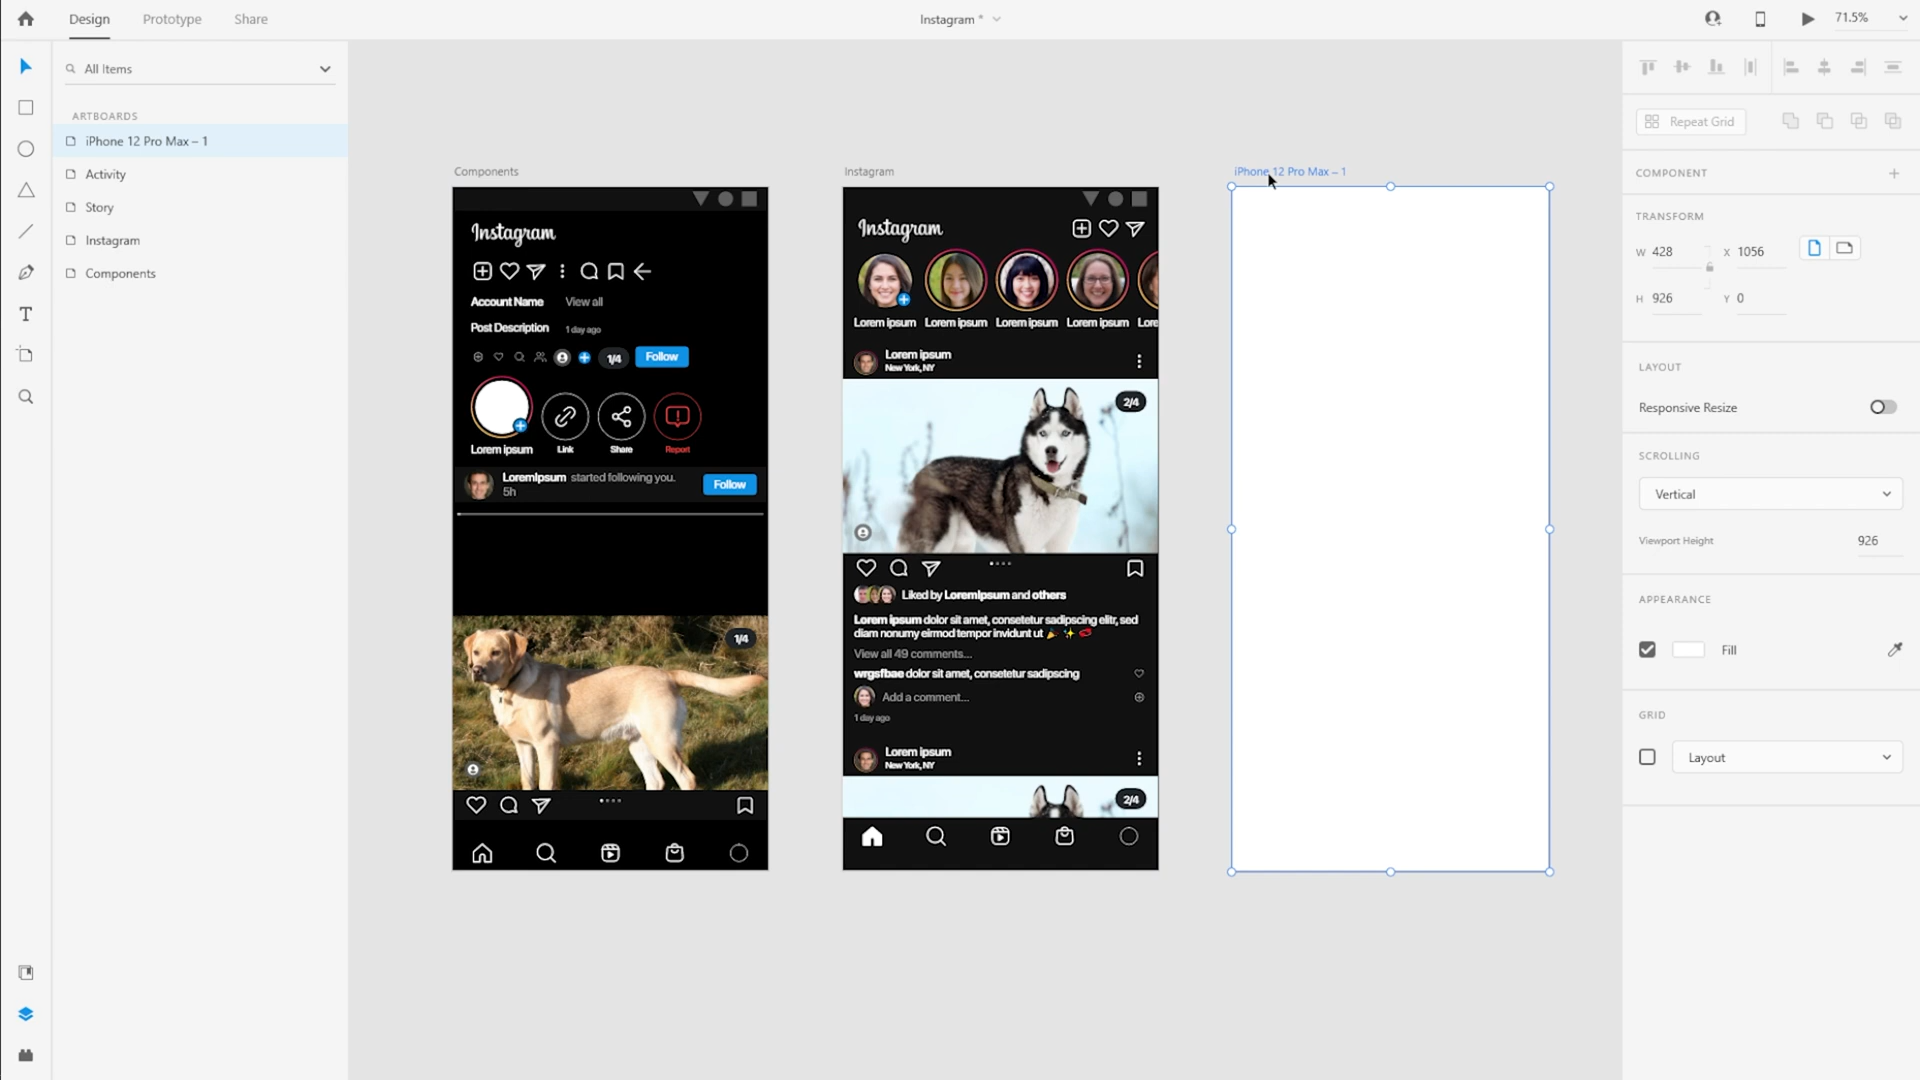 Design Prototype Share
Instagram *
71.5%
All Items
ARTBOARDS
iPhone 12 Pro Max – 1
Activity
Story
Instagram
Components
Components
Instagram
Account Name View all
Post Description 1 day ago
1/4 Follow
Lorem ipsum Link Share Report
LoremIpsum started following you.
5h
Follow
1/4
Instagram
Instagram
Lorem ipsum Lorem ipsum Lorem ipsum Lorem ipsum Lore
Lorem ipsum
New York, NY
2/4
Liked by LoremIpsum and others
Lorem ipsum dolor sit amet, consetetur sadipscing elitr, sed
diam nonumy eirmod tempor invidunt ut
View all 49 comments...
wrgsfbae dolor sit amet, consetetur sadipscing
Add a comment...
1 day ago
Lorem ipsum
New York, NY
2/4
iPhone 12 Pro Max – 1
Repeat Grid
COMPONENT
TRANSFORM
W 428 X 1056
H 926 Y 0
LAYOUT
Responsive Resize
SCROLLING
Vertical
Viewport Height 926
APPEARANCE
Fill
GRID
Layout